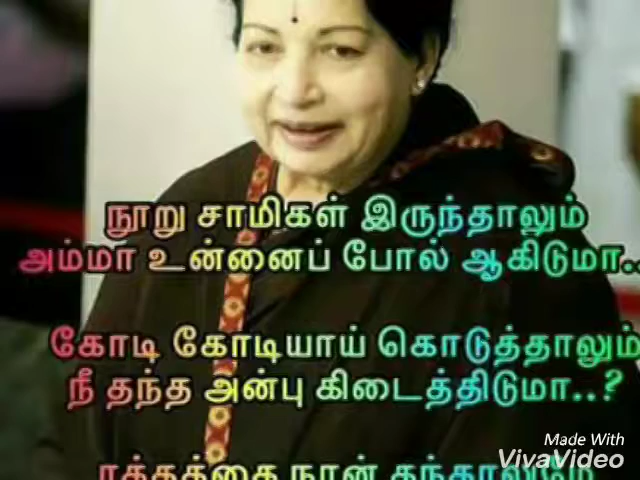 நூறு சாமிகள் இருந்தாலும்
அம்மா உன்னைப் போல் ஆகிடுமா..
கோடி கோடியாய் கொடுத்தாலும்
நீ தந்த அன்பு கிடைத்திடுமா..?
நான்
Made With
VivaVideo